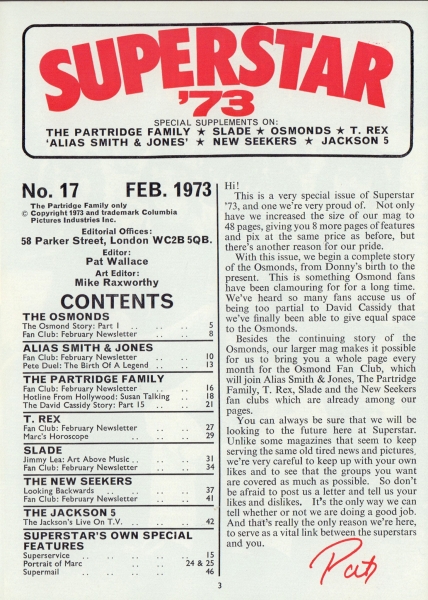 SUPERSTAR
'73
SPECIAL SUPPLEMENTS ON:
THE PARTRIDGE FAMILY ★ SLADE ★ OSMONDS ★ T. REX
'ALIAS SMITH & JONES' ★ NEW SEEKERS ★ JACKSON 5
No. 17 FEB. 1973
The Partridge Family only
© Copyright 1973 and trademark Columbia
Pictures Industries Inc.
Editorial Offices:
58 Parker Street, London WC2B 5QB.
Editor:
Pat Wallace
Art Editor:
Mike Raxworthy
CONTENTS
THE OSMONDS
The Osmond Story: Part 1 .. .. .. 5
Fan Club: February Newsletter .. .. 8
ALIAS SMITH & JONES
Fan Club: February Newsletter .. .. 10
Pete Duel: The Birth Of A Legend .. .. 13
THE PARTRIDGE FAMILY
Fan Club: February Newsletter .. .. 16
Hotline From Hollywood: Susan Talking .. 18
The David Cassidy Story: Part 15 .. .. 21
T. REX
Fan Club: February Newsletter .. .. 27
Marc's Horoscope .. .. .. 29
SLADE
Jimmy Lea: Art Above Music .. .. .. 31
Fan Club: February Newsletter .. .. 34
THE NEW SEEKERS
Looking Backwards .. .. .. 37
Fan Club: February Newsletter .. .. 41
THE JACKSON 5
The Jackson's Live On T.V. .. .. .. 42
SUPERSTAR'S OWN SPECIAL
FEATURES
Superservice .. .. .. .. 15
Portrait of Marc .. .. .. 24 & 25
Supermail .. .. .. .. 46
Hi!
This is a very special issue of Superstar
'73, and one we're very proud of. Not only
have we increased the size of our mag to
48 pages, giving you 8 more pages of features
and pix at the same price as before, but
there's another reason for our pride.
With this issue, we begin a complete story
of the Osmonds, from Donny's birth to the
present. This is something Osmond fans
have been clamouring for for a long time.
We've heard so many fans accuse us of
being too partial to David Cassidy that
we've finally been able to give equal space
to the Osmonds.
Besides the continuing story of the
Osmonds, our larger mag makes it possible
for us to bring you a whole page every
month for the Osmond Fan Club, which
will join Alias Smith & Jones, The Partridge
Family, T. Rex, Slade and the New Seekers
fan clubs which are already among our
pages.
You can always be sure that we will be
looking to the future here at Superstar.
Unlike some magazines that seem to keep
serving the same old tired news and pictures,
we're very careful to keep up with your own
likes and to see that the groups you want
are covered as much as possible. So don't
be afraid to post us a letter and tell us your
likes and dislikes. It's the only way we can
tell whether or not we are doing a good job.
And that's really the only reason we're here,
to serve as a vital link between the superstars
and you.
Pat
3